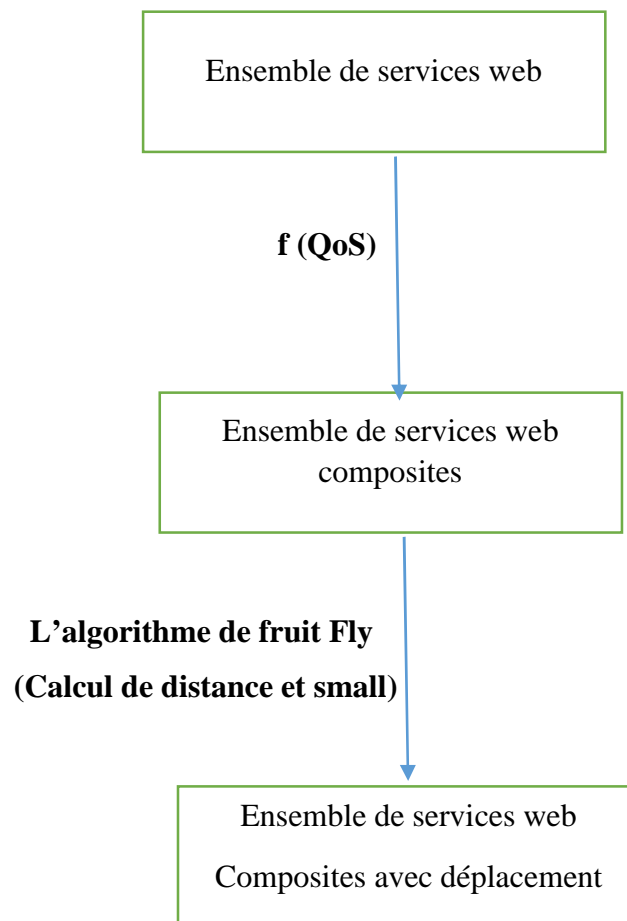 Ensemble de services web
f (QoS)
Ensemble de services web
composites
L’algorithme de fruit Fly
(Calcul de distance et small)
Ensemble de services web
Composites avec déplacement